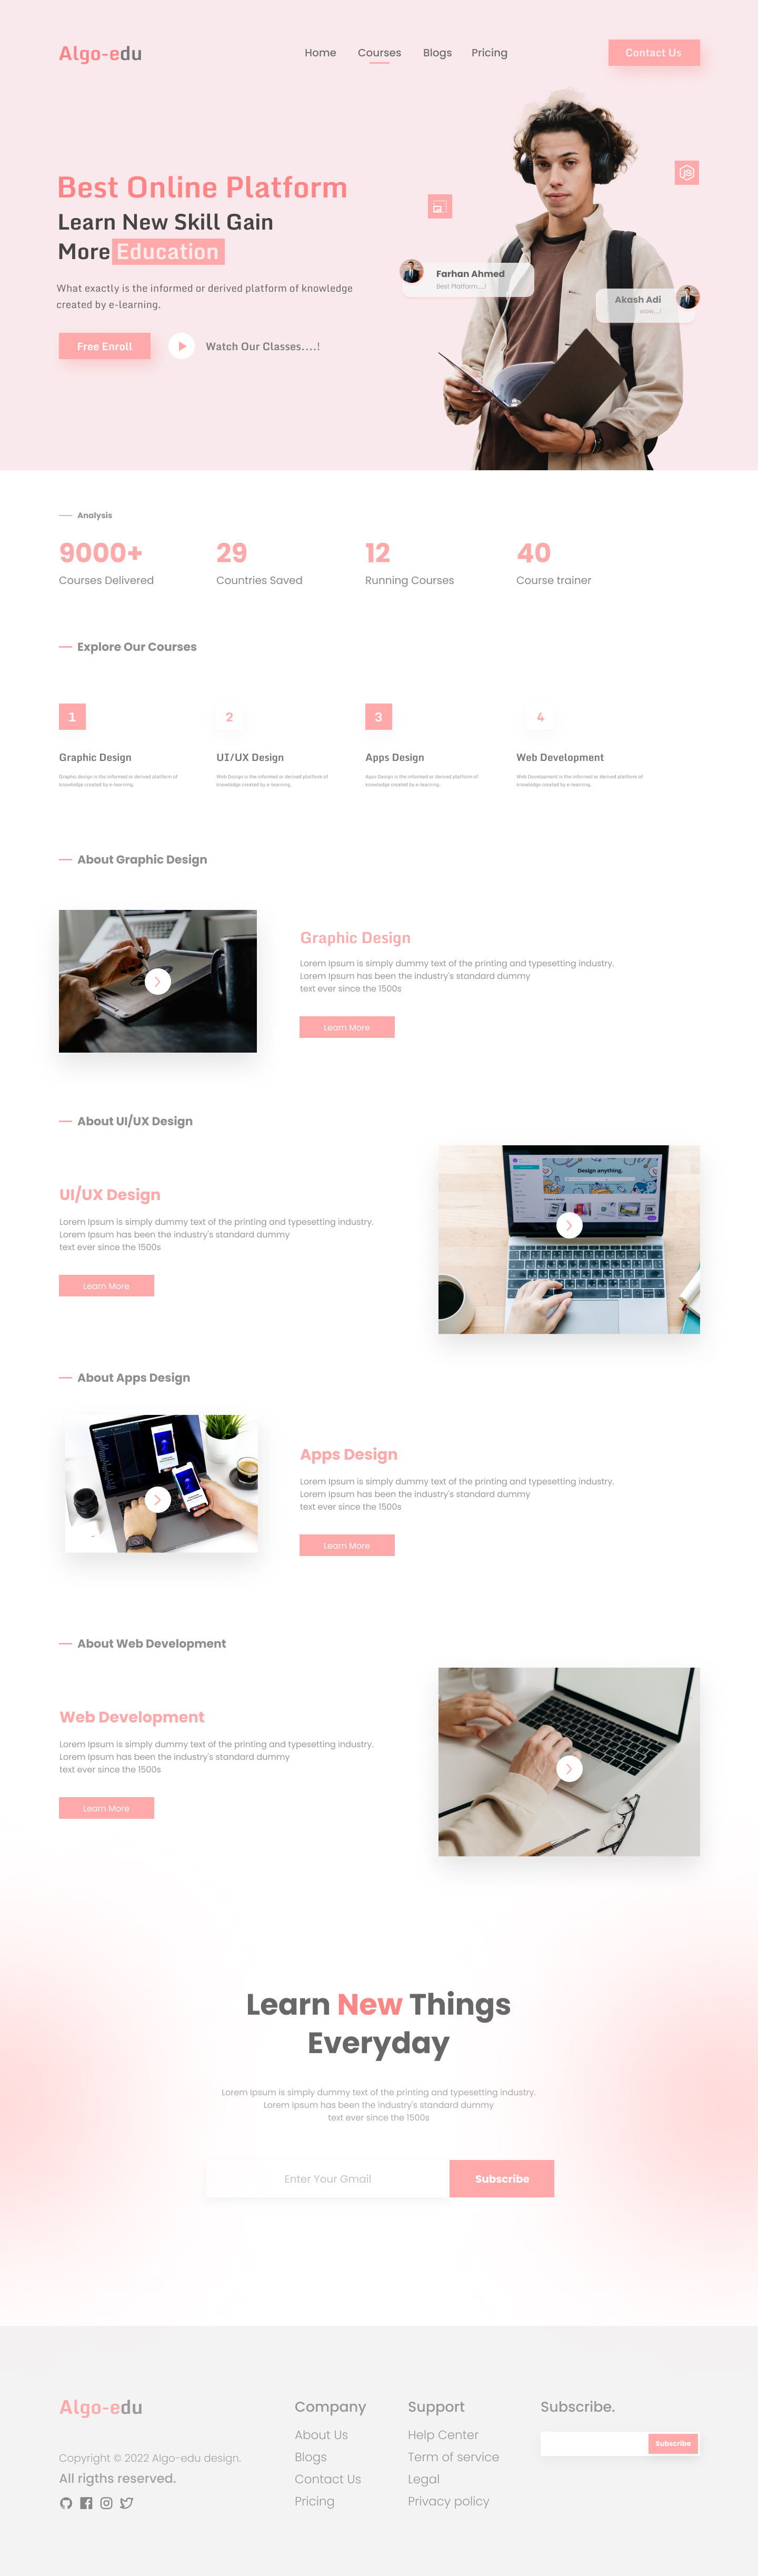 Algo-edu
Home Courses Blogs Pricing
Contact Us
Best Online Platform
Learn New Skill Gain
More Education
What exactly is the informed or derived platform of knowledge
created by e-learning.
Free Enroll
Watch Our Classes....!
JS
Farhan Ahmed
Best Platform....!
Akash Adi
wow...!
Analysis
9000+
Courses Delivered
29
Countries Saved
12
Running Courses
40
Course trainer
Explore Our Courses
1
Graphic Design
Graphic design is the informed or derived platform of
knowledge created by e-learning.
2
UI/UX Design
Web Design is the informed or derived platform of
knowledge created by e-learning.
3
Apps Design
Apps Design is the informed or derived platform of
knowledge created by e-learning.
4
Web Development
Web Development is the informed or derived platform of
knowledge created by e-learning.
About Graphic Design
Graphic Design
Lorem Ipsum is simply dummy text of the printing and typesetting industry.
Lorem Ipsum has been the industry's standard dummy
text ever since the 1500s
Learn More
About UI/UX Design
UI/UX Design
Lorem Ipsum is simply dummy text of the printing and typesetting industry.
Lorem Ipsum has been the industry's standard dummy
text ever since the 1500s
Learn More
Design anything.
About Apps Design
Apps Design
Lorem Ipsum is simply dummy text of the printing and typesetting industry.
Lorem Ipsum has been the industry's standard dummy
text ever since the 1500s
Learn More
About Web Development
Web Development
Lorem Ipsum is simply dummy text of the printing and typesetting industry.
Lorem Ipsum has been the industry's standard dummy
text ever since the 1500s
Learn More
Learn New Things
Everyday
Lorem Ipsum is simply dummy text of the printing and typesetting industry.
Lorem Ipsum has been the industry's standard dummy
text ever since the 1500s
Enter Your Gmail
Subscribe
Algo-edu
Copyright © 2022 Algo-edu design.
All rigths reserved.
Company
About Us
Blogs
Contact Us
Pricing
Support
Help Center
Term of service
Legal
Privacy policy
Subscribe.
Subscribe